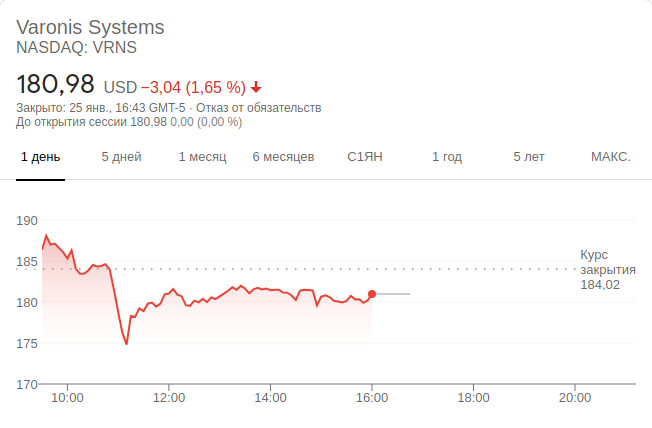 Varonis Systems
NASDAQ: VRNS
180,98 USD −3,04 (1,65 %)
Закрыто: 25 янв., 16:43 GMT-5 · Отказ от обязательств
До открытия сессии 180,98 0,00 (0,00 %)
1 день 5 дней 1 месяц 6 месяцев С1ЯН 1 год 5 лет МАКС.
190
185
180
175
170
Курс
закрытия
184,02
10:00 12:00 14:00 16:00 18:00 20:00